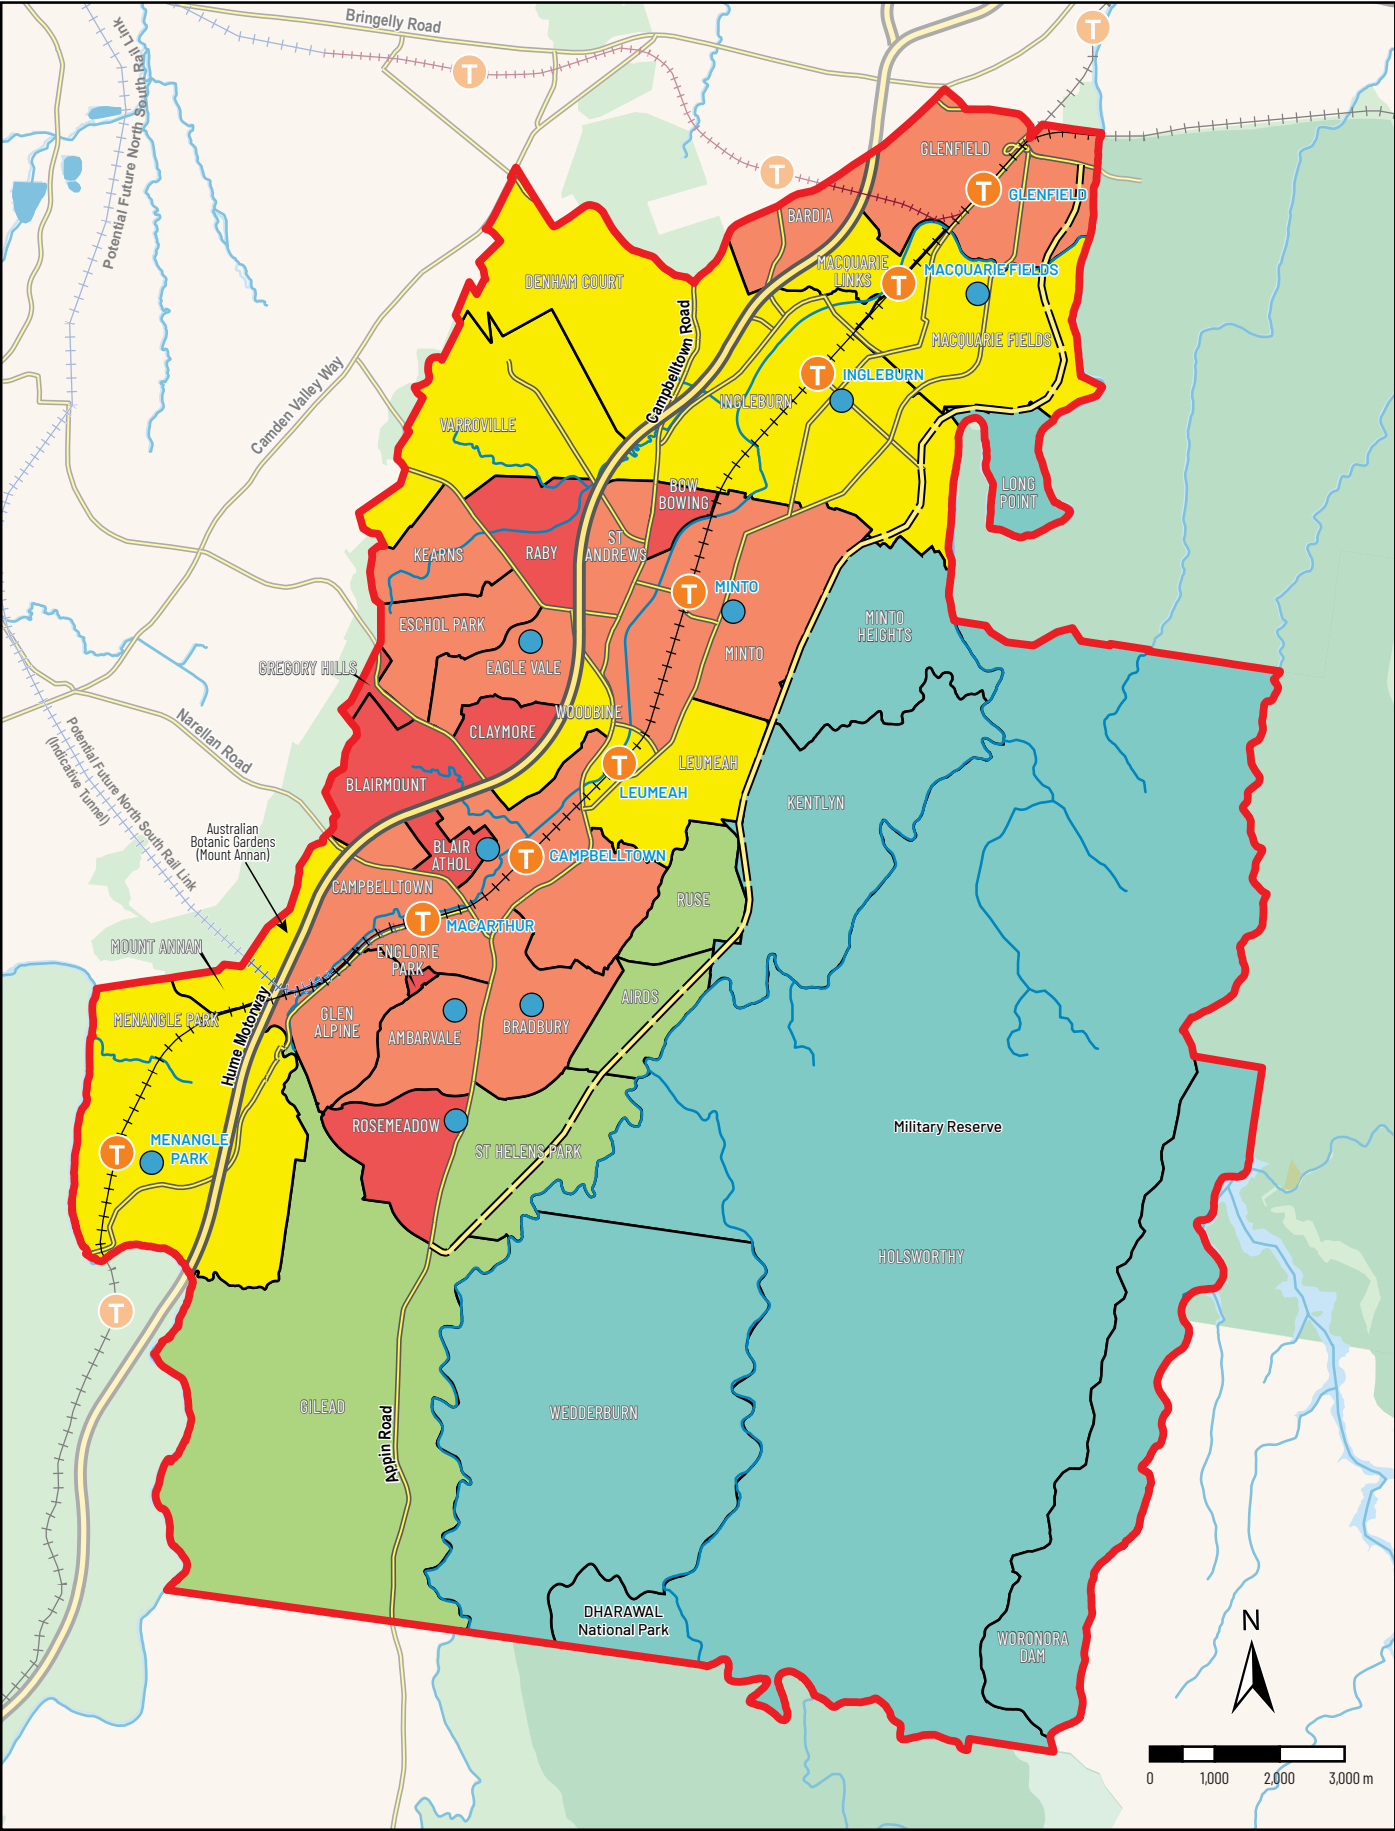 Bringelly Road
Potential Future North South Rail Link
T
T
T
GLENFIELD
T
GLENFIELD
BARDIA
MACQUARIE
LINKS
T
MACQUARIE FIELDS
DENHAM COURT
Campbelltown Road
MACQUARIE FIELDS
T
INGLEBURN
INGLEBURN
Camden Valley Way
VARROVILLE
BOW
BOWING
LONG
POINT
KEARNS
RABY
ST
ANDREWS
T
MINTO
ESCHOL PARK
MINTO
HEIGHTS
EAGLE VALE
MINTO
GREGORY HILLS
WOODBINE
CLAYMORE
Narellan Road
Potential Future North South Rail Link
(Indicative Tunnel)
T
LEUMEAH
LEUMEAH
BLAIRMOUNT
KENTLYN
Australian
Botanic Gardens
(Mount Annan)
BLAIR
ATHOL
T
CAMPBELLTOWN
CAMPBELLTOWN
RUSE
T
MACARTHUR
MOUNT ANNAN
ENGLORIE
PARK
AIRDS
MENANGLE PARK
GLEN
ALPINE
AMBARVALE
BRADBURY
Hume Motorway
ROSEMEADOW
Military Reserve
T
MENANGLE
PARK
ST HELENS PARK
HOLSWORTHY
T
GILEAD
WEDDERBURN
Appin Road
DHARAWAL
National Park
WORONORA
DAM
N
0
1,000
2,000
3,000 m